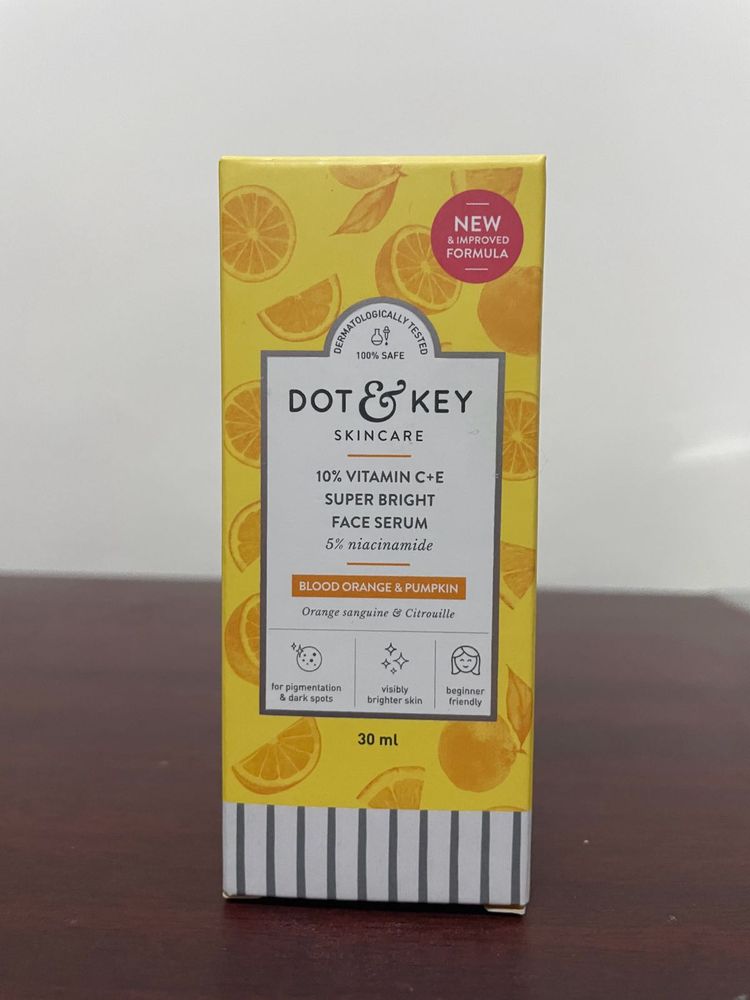 NEW
& IMPROVED
FORMULA
DERMATOLOGICALLY TESTED
100% SAFE
DOT & KEY
SKINCARE
10% VITAMIN C+E
SUPER BRIGHT
FACE SERUM
5% niacinamide
BLOOD ORANGE & PUMPKIN
Orange sanguine & Citrouille
for pigmentation
& dark spots
visibly
brighter skin
beginner
friendly
30 ml